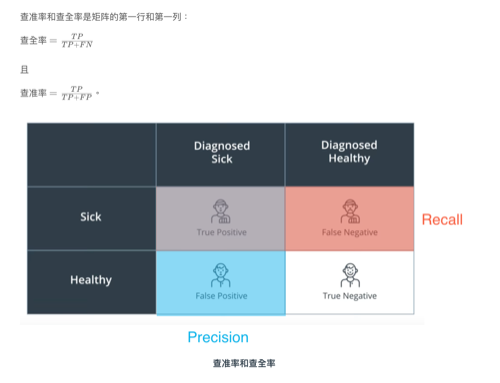 查准率和查全率是矩阵的第一行和第一列：
查全率 = TP / TP+FN
且
查准率 = TP / TP+FP 。
Diagnosed Sick
Diagnosed Healthy
Sick
True Positive
False Negative
Recall
Healthy
False Positive
True Negative
Precision
查准率和查全率